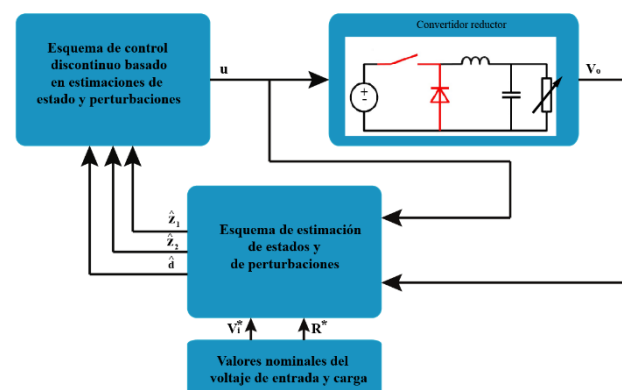 Convertidor reductor
Esquema de control
discontinuo basado
en estimaciones de
estado y perturbaciones
u
+
-
V₀
ẑ₁
ẑ₂
d̂
Esquema de estimación
de estados y
de perturbaciones
Vᵢ*
R*
Valores nominales del
voltaje de entrada y carga